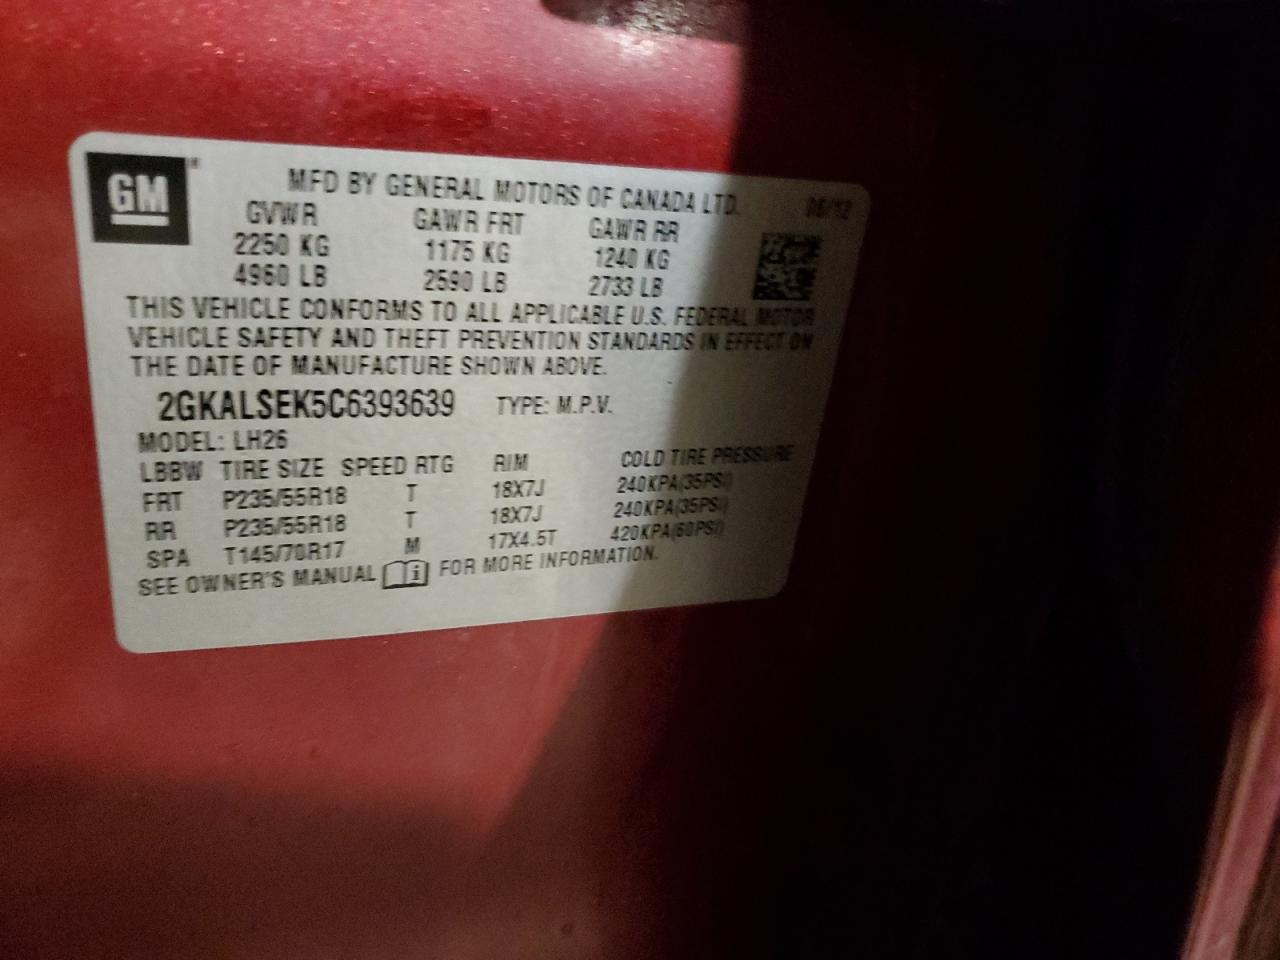 GM
MFD BY GENERAL MOTORS OF CANADA LTD. 06/12
GVWR GAWR FRT GAWR RR
2250 KG 1175 KG 1240 KG
4960 LB 2590 LB 2733 LB
THIS VEHICLE CONFORMS TO ALL APPLICABLE U.S. FEDERAL MOTOR
VEHICLE SAFETY AND THEFT PREVENTION STANDARDS IN EFFECT ON
THE DATE OF MANUFACTURE SHOWN ABOVE.
2GKALSEK5C6393639 TYPE: M.P.V.
MODEL: LH26
LBBW TIRE SIZE SPEED RTG RIM COLD TIRE PRESSURE
FRT P235/55R18 T 18X7J 240KPA(35PSI)
RR P235/55R18 T 18X7J 240KPA(35PSI)
SPA T145/70R17 M 17X4.5T 420KPA(60PSI)
SEE OWNER'S MANUAL i FOR MORE INFORMATION.